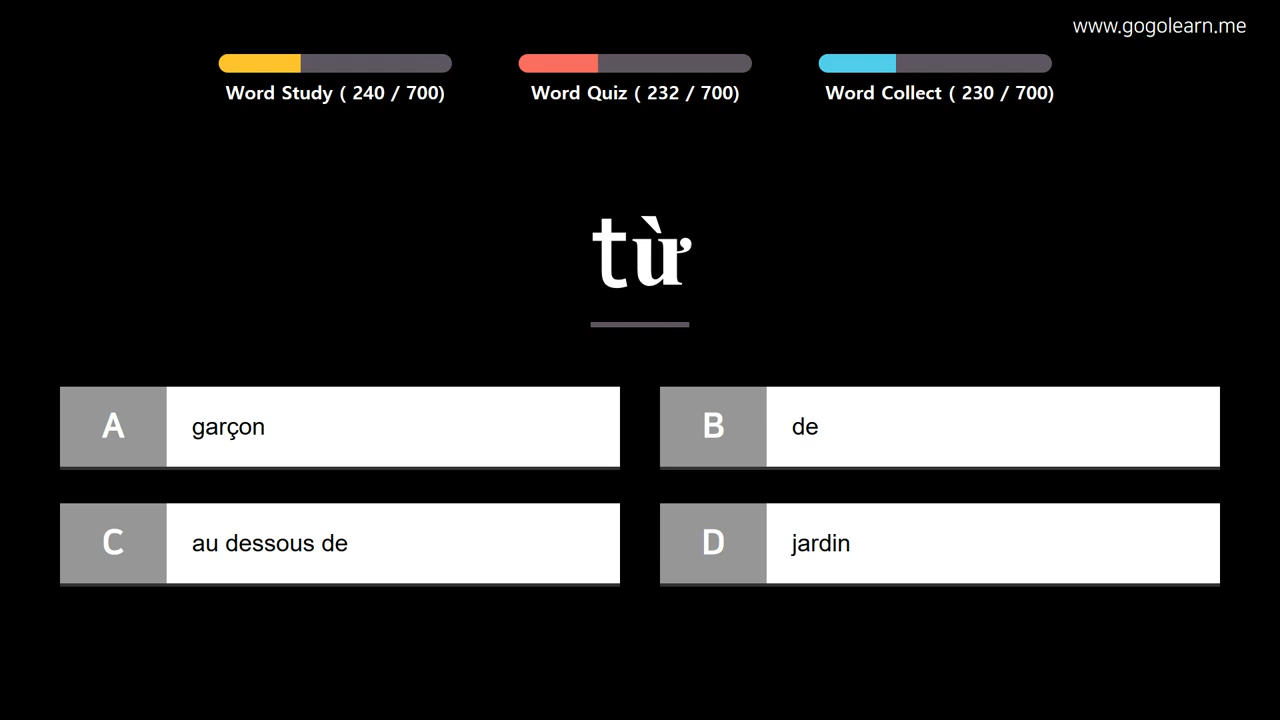 www.gogolearn.me
Word Study ( 240 / 700)
Word Quiz ( 232 / 700)
Word Collect ( 230 / 700)
từ
A
garçon
B
de
C
au dessous de
D
jardin